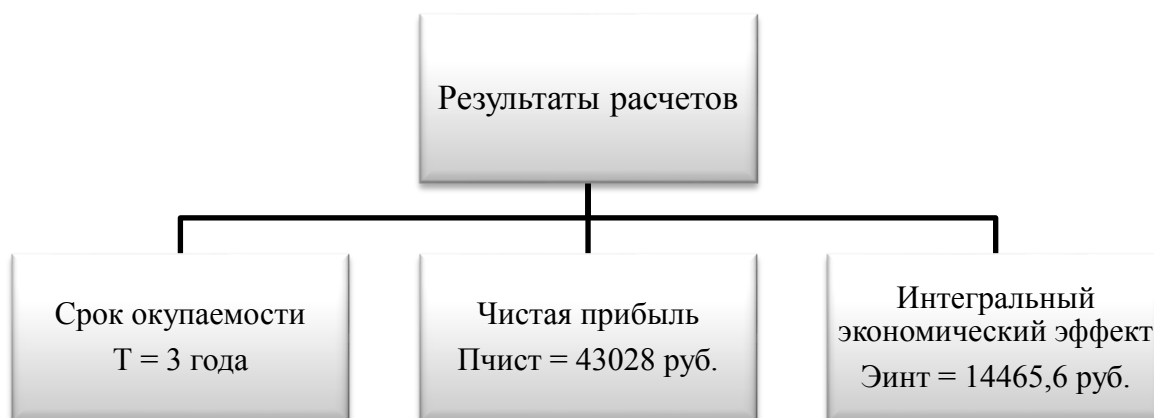 Результаты расчетов
Срок окупаемости
Т = 3 года
Чистая прибыль
Пчист = 43028 руб.
Интегральный
экономический эффект
Эинт = 14465,6 руб.